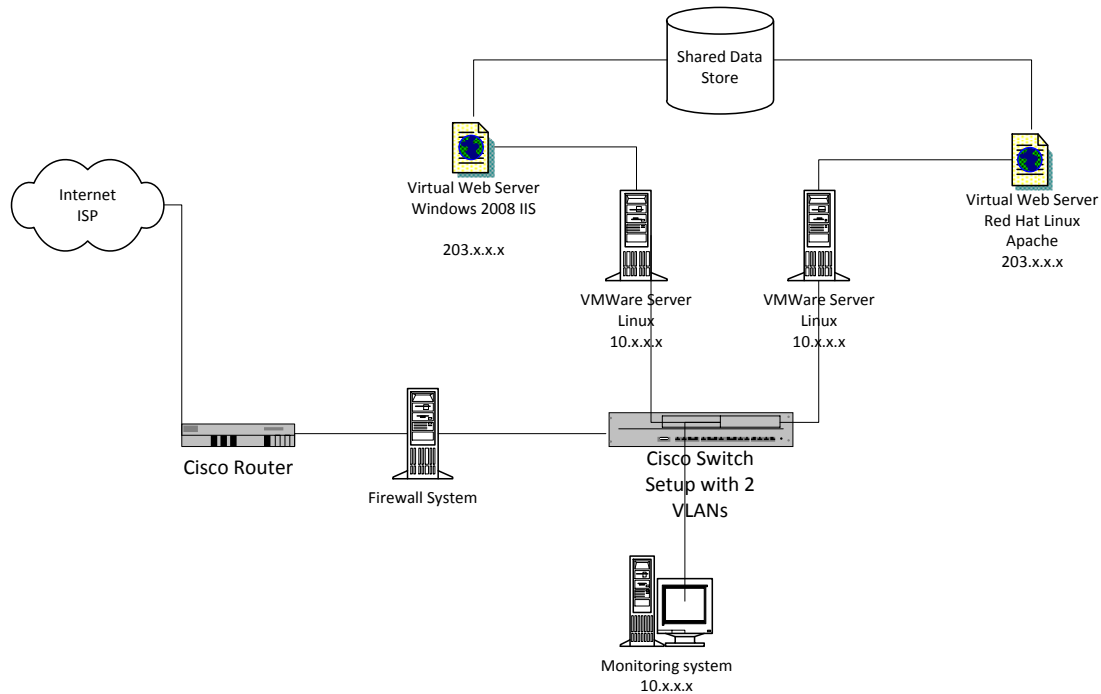 Shared Data
Store
Internet
ISP
Virtual Web Server
Windows 2008 IIS
203.x.x.x
Virtual Web Server
Red Hat Linux
Apache
203.x.x.x
VMWare Server
Linux
10.x.x.x
VMWare Server
Linux
10.x.x.x
Cisco Router
Firewall System
Cisco Switch
Setup with 2
VLANs
Monitoring system
10.x.x.x